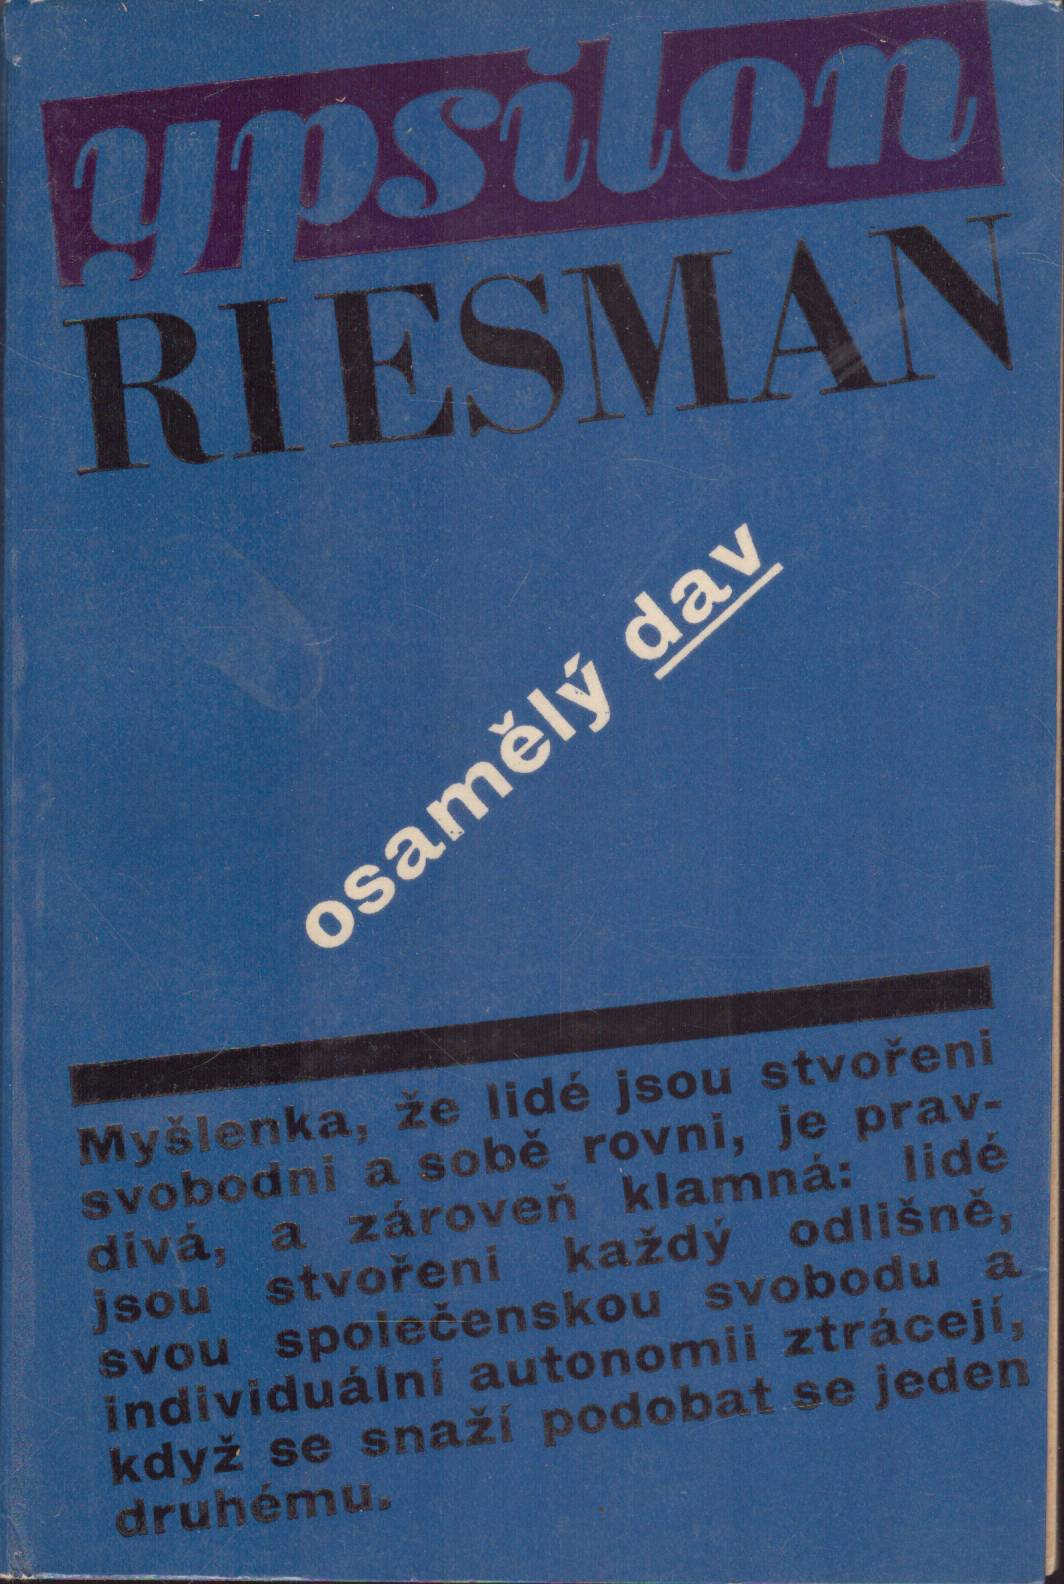 ypsilon
RIESMAN
osamělý dav
Myšlenka, že lidé jsou stvořeni
svobodni a sobě rovni, je prav-
divá, a zároveň klamná: lidé
jsou stvořeni každý odlišně,
svou společenskou svobodu a
individuální autonomii ztrácejí,
když se snaží podobat se jeden
druhému.